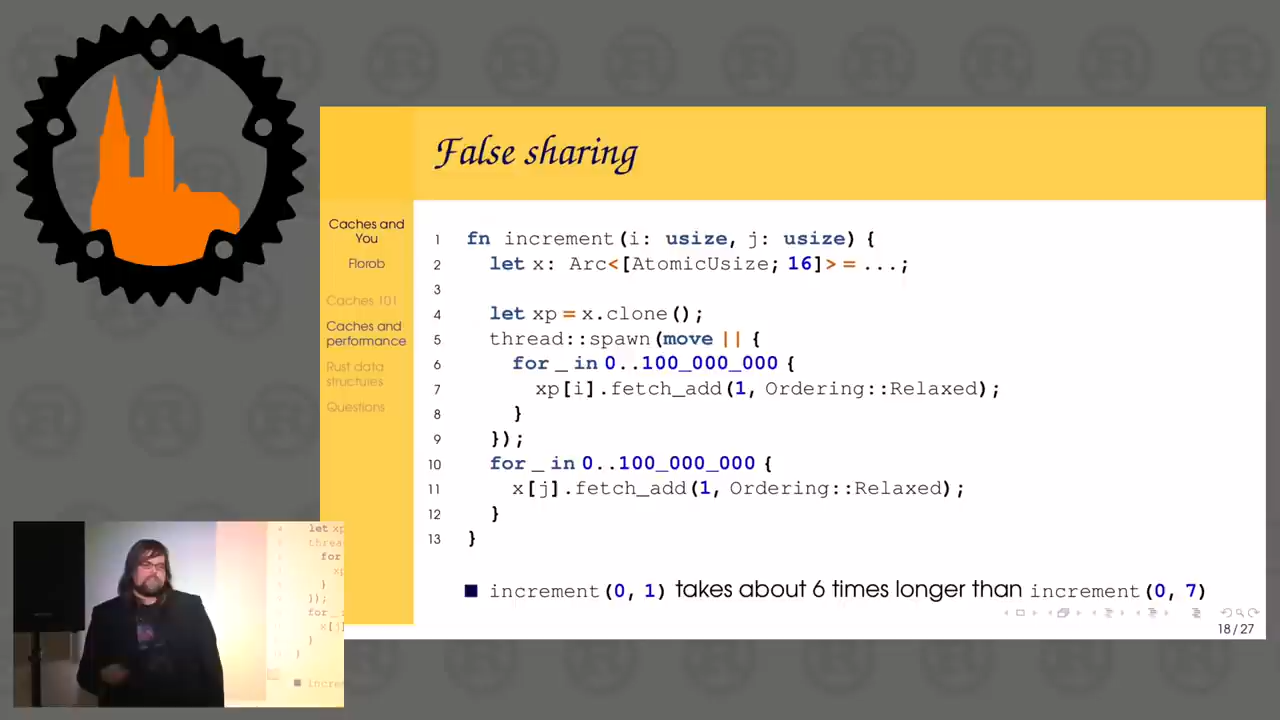 False sharing
Caches and
You
Florob
Caches 101
Caches and
performance
Rust data
structures
Questions
1 fn increment(i: usize, j: usize) {
2 let x: Arc<[AtomicUsize; 16]> = ...;
3
4 let xp = x.clone();
5 thread::spawn(move || {
6 for _ in 0..100_000_000 {
7 xp[i].fetch_add(1, Ordering::Relaxed);
8 }
9 });
10 for _ in 0..100_000_000 {
11 x[j].fetch_add(1, Ordering::Relaxed);
12 }
13 }
increment(0, 1) takes about 6 times longer than increment(0, 7)
18 / 27